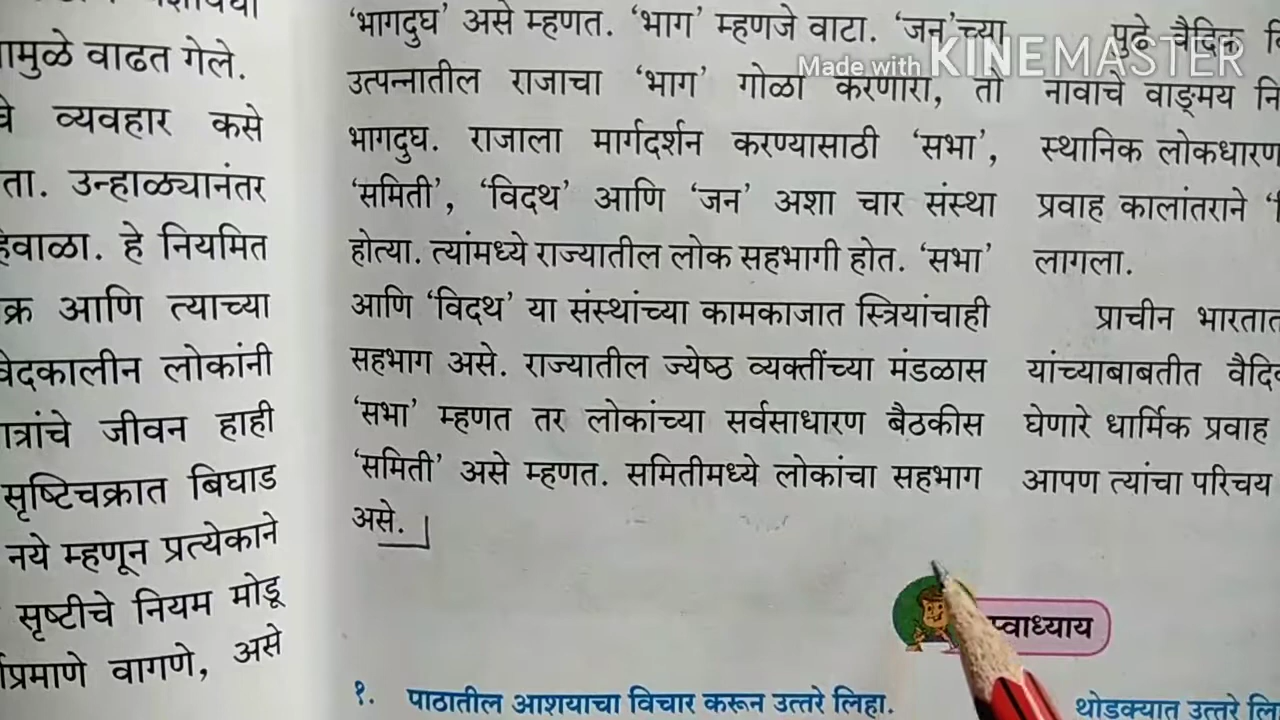 ामुळे वाढत गेले.
वे व्यवहार कसे
ता. उन्हाळ्यानंतर
हिवाळा. हे नियमित
क्र आणि त्याच्या
वेदकालीन लोकांनी
ात्रांचे जीवन हाही
सृष्टिचक्रात बिघाड
नये म्हणून प्रत्येकाने
सृष्टीचे नियम मोडू
प्रमाणे वागणे, असे
‘भागदुघ’ असे म्हणत. ‘भाग’ म्हणजे वाटा. ‘जन’च्या
उत्पन्नातील राजाचा ‘भाग’ गोळा करणारा, तो
भागदुघ. राजाला मार्गदर्शन करण्यासाठी ‘सभा’,
‘समिती’, ‘विदथ’ आणि ‘जन’ अशा चार संस्था
होत्या. त्यांमध्ये राज्यातील लोक सहभागी होत. ‘सभा’
आणि ‘विदथ’ या संस्थांच्या कामकाजात स्त्रियांचाही
सहभाग असे. राज्यातील ज्येष्ठ व्यक्तींच्या मंडळास
‘सभा’ म्हणत तर लोकांच्या सर्वसाधारण बैठकीस
‘समिती’ असे म्हणत. समितीमध्ये लोकांचा सहभाग
असे.
पुढे वैदिक
नावाचे वाङ्मय नि
स्थानिक लोकधारण
प्रवाह कालांतराने
लागला.
प्राचीन भारतात
यांच्याबाबतीत वैदि
घेणारे धार्मिक प्रवाह
आपण त्यांचा परिचय
Made with KINEMASTER
स्वाध्याय
१. पाठातील आशयाचा विचार करून उत्तरे लिहा.
थोडक्यात उत्तरे लि